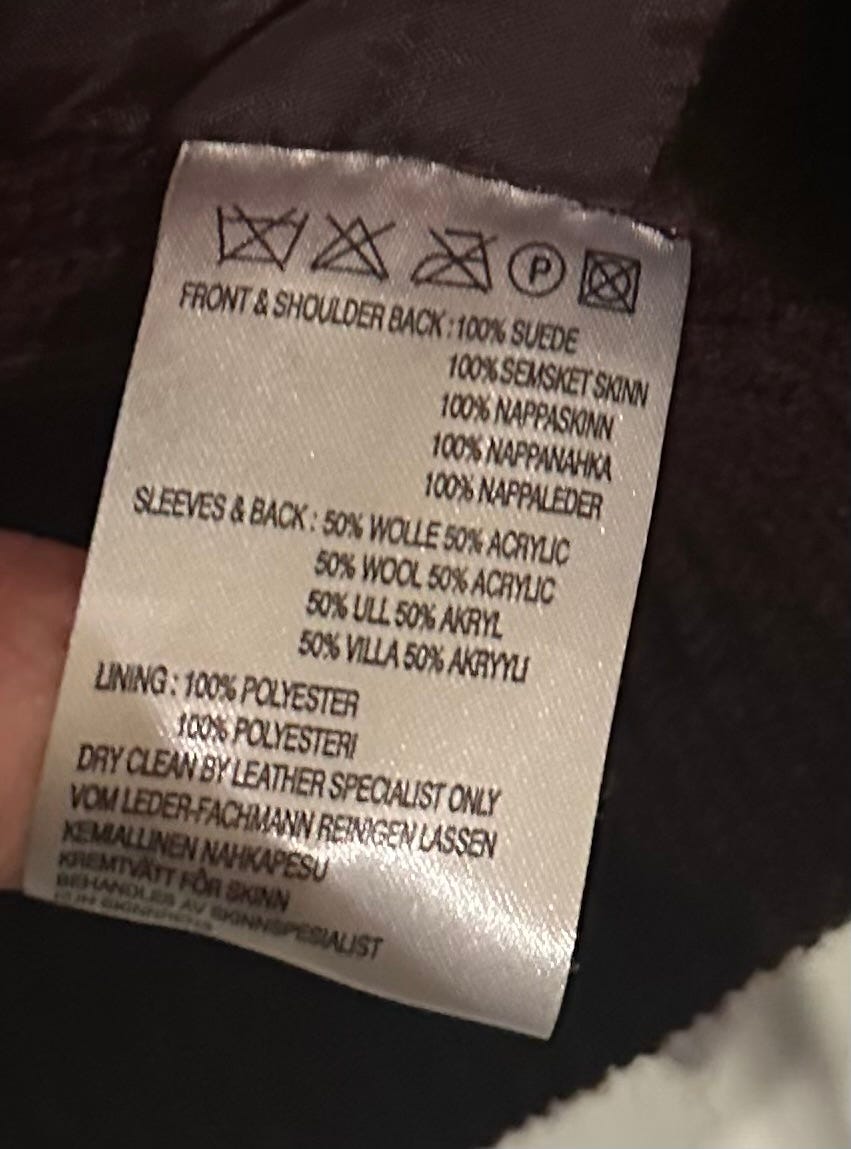 P
FRONT & SHOULDER BACK : 100% SUEDE
100% SEMSKET SKINN
100% NAPPASKINN
100% NAPPANAHKA
100% NAPPALEDER
SLEEVES & BACK : 50% WOLLE 50% ACRYLIC
50% WOOL 50% ACRYLIC
50% ULL 50% AKRYL
50% VILLA 50% AKRYYLI
LINING : 100% POLYESTER
100% POLYESTERI
DRY CLEAN BY LEATHER SPECIALIST ONLY
VOM LEDER-FACHMANN REINIGEN LASSEN
KEMIALLINEN NAHKAPESU
KREMTVÄTT FÖR SKINN
BEHANDLES AV SKINNSPESIALIST